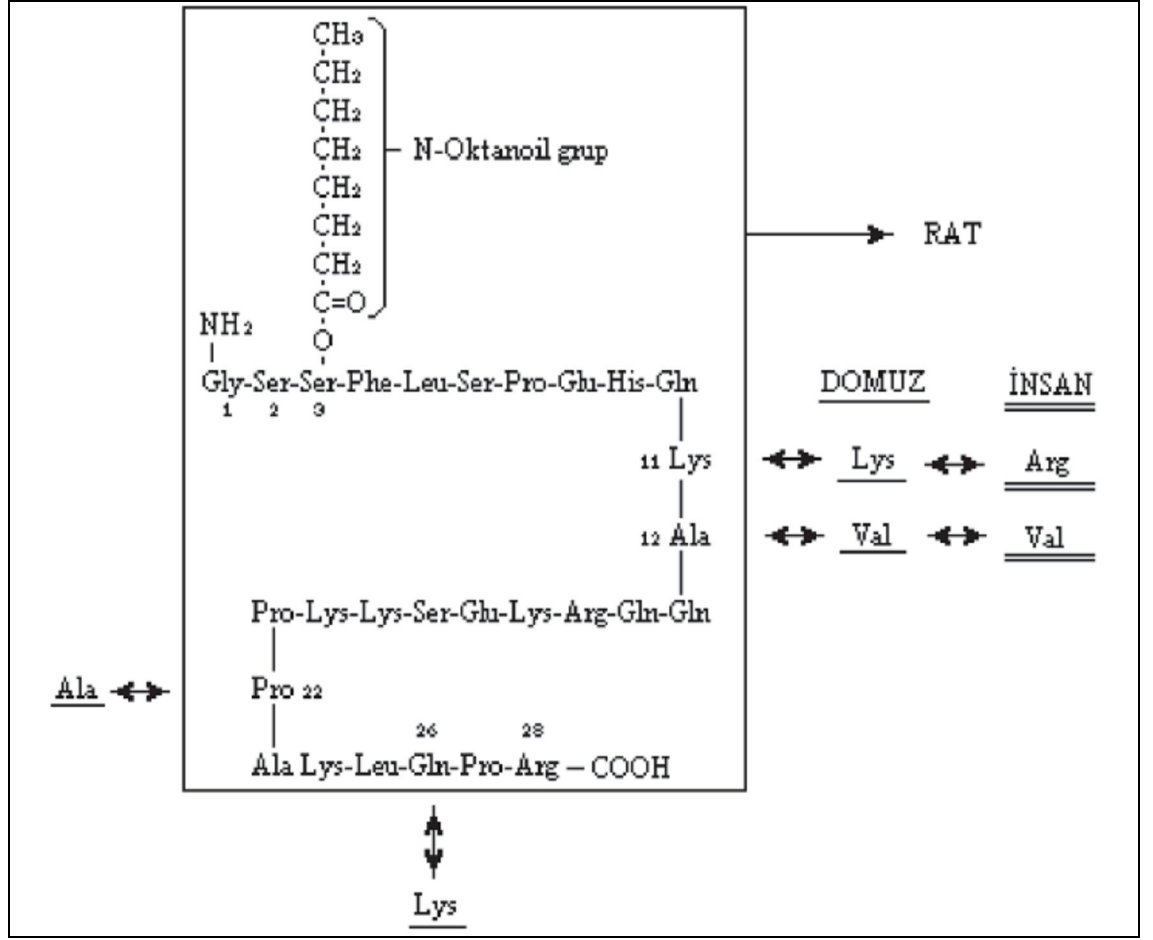 CH3
CH2
CH2
CH2
CH2
CH2
CH2
C=O
N-Oktanoil grup
RAT
NH2
O
Gly-Ser-Ser-Phe-Leu-Ser-Pro-Glu-His-Gln
1 2 3
DOMUZ İNSAN
11 Lys Lys Arg
12 Ala Val Val
Pro-Lys-Lys-Ser-Glu-Lys-Arg-Gln-Gln
Ala Pro 22
26 28
Ala Lys-Leu-Gln-Pro-Arg – COOH
Lys